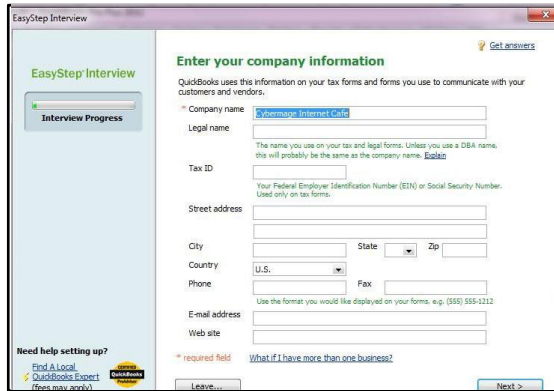 EasyStep Interview
Get answers
EasyStep Interview
Interview Progress
Enter your company information
QuickBooks uses this information on your tax forms and forms you use to communicate with your
customers and vendors.
* Company name
Cybermage Internet Cafe
Legal name
The name you use on your tax and legal forms. Unless you use a DBA name,
this will probably be the same as the company name. Explain
Tax ID
Your Federal Employer Identification Number (EIN) or Social Security Number.
Used only on tax forms.
Street address
City State Zip
Country U.S.
Phone Fax
Use the format you would like displayed on your forms, e.g. (555) 555-1212
E-mail address
Web site
* required field What if I have more than one business?
Need help setting up?
Find A Local
QuickBooks Expert
(fees may apply)
CERTIFIED
QuickBooks
ProAdvisor
Leave... Next >